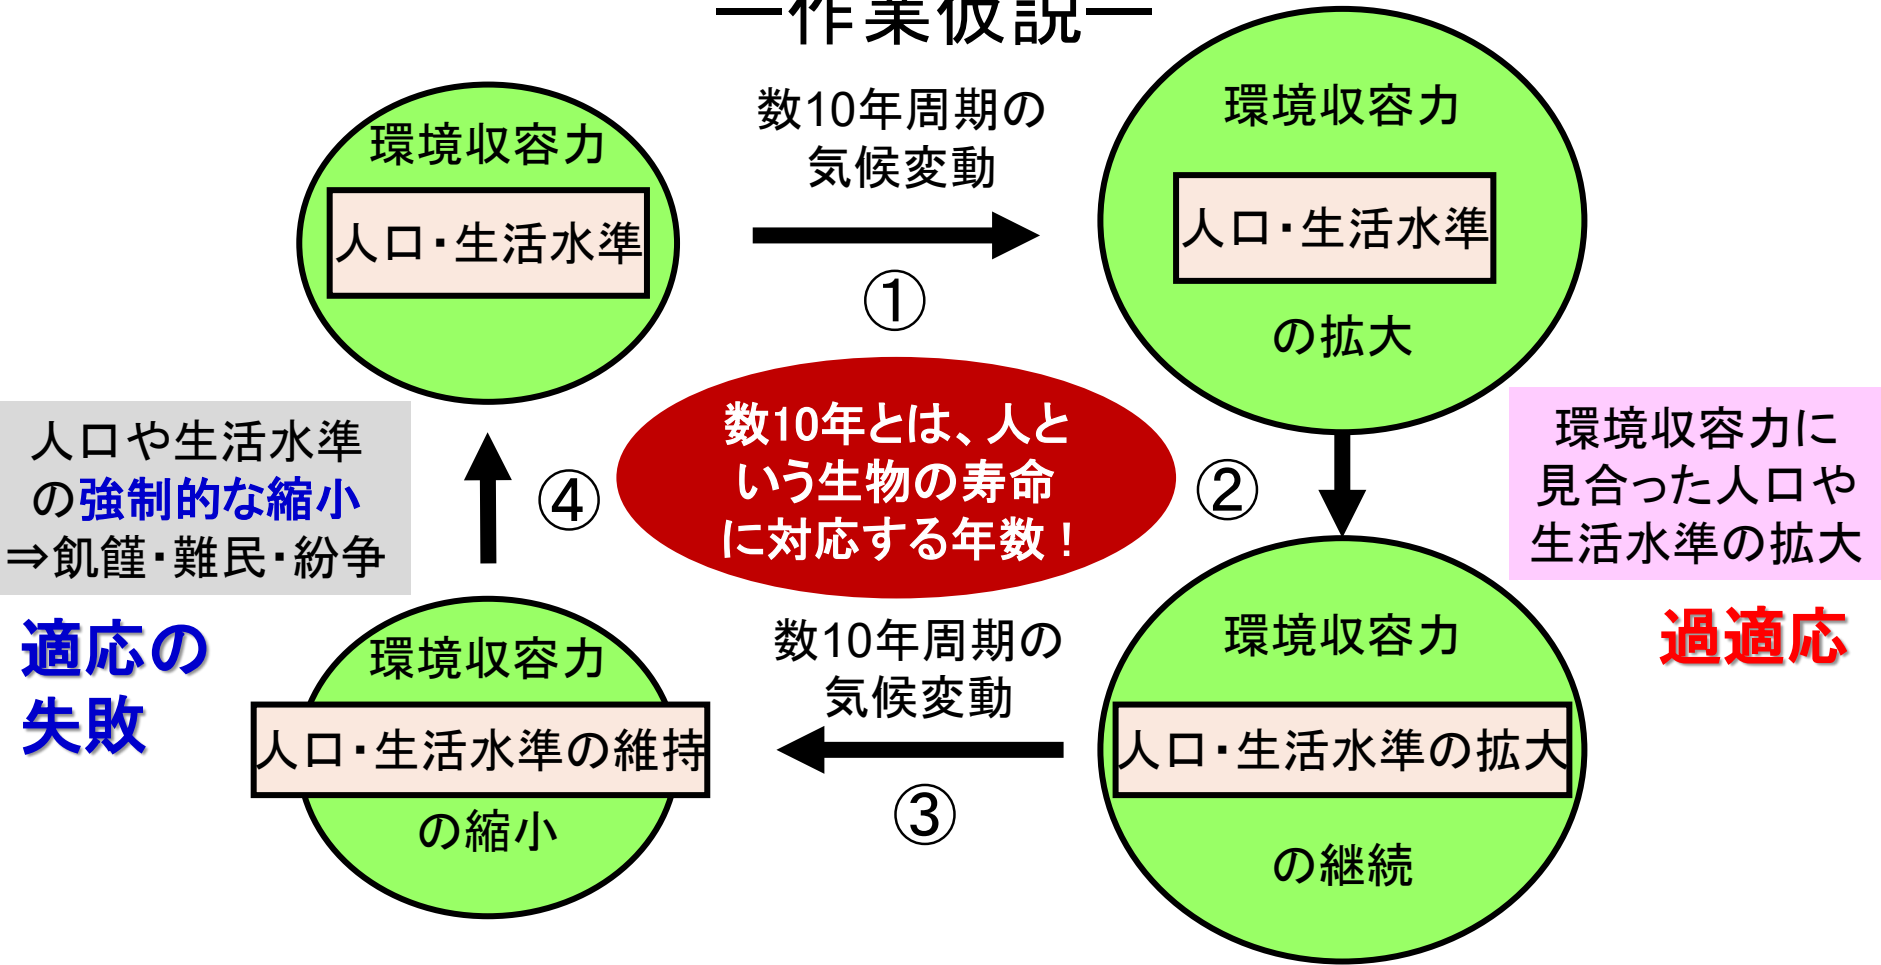 ー作業仮説ー
環境収容力
人口・生活水準
数10年周期の
気候変動
①
環境収容力
人口・生活水準
の拡大
人口や生活水準
の強制的な縮小
⇒飢饉・難民・紛争
④
数10年とは、人と
いう生物の寿命
に対応する年数！
②
環境収容力に
見合った人口や
生活水準の拡大
適応の
失敗
環境収容力
人口・生活水準の維持
の縮小
数10年周期の
気候変動
③
環境収容力
人口・生活水準の拡大
の継続
過適応